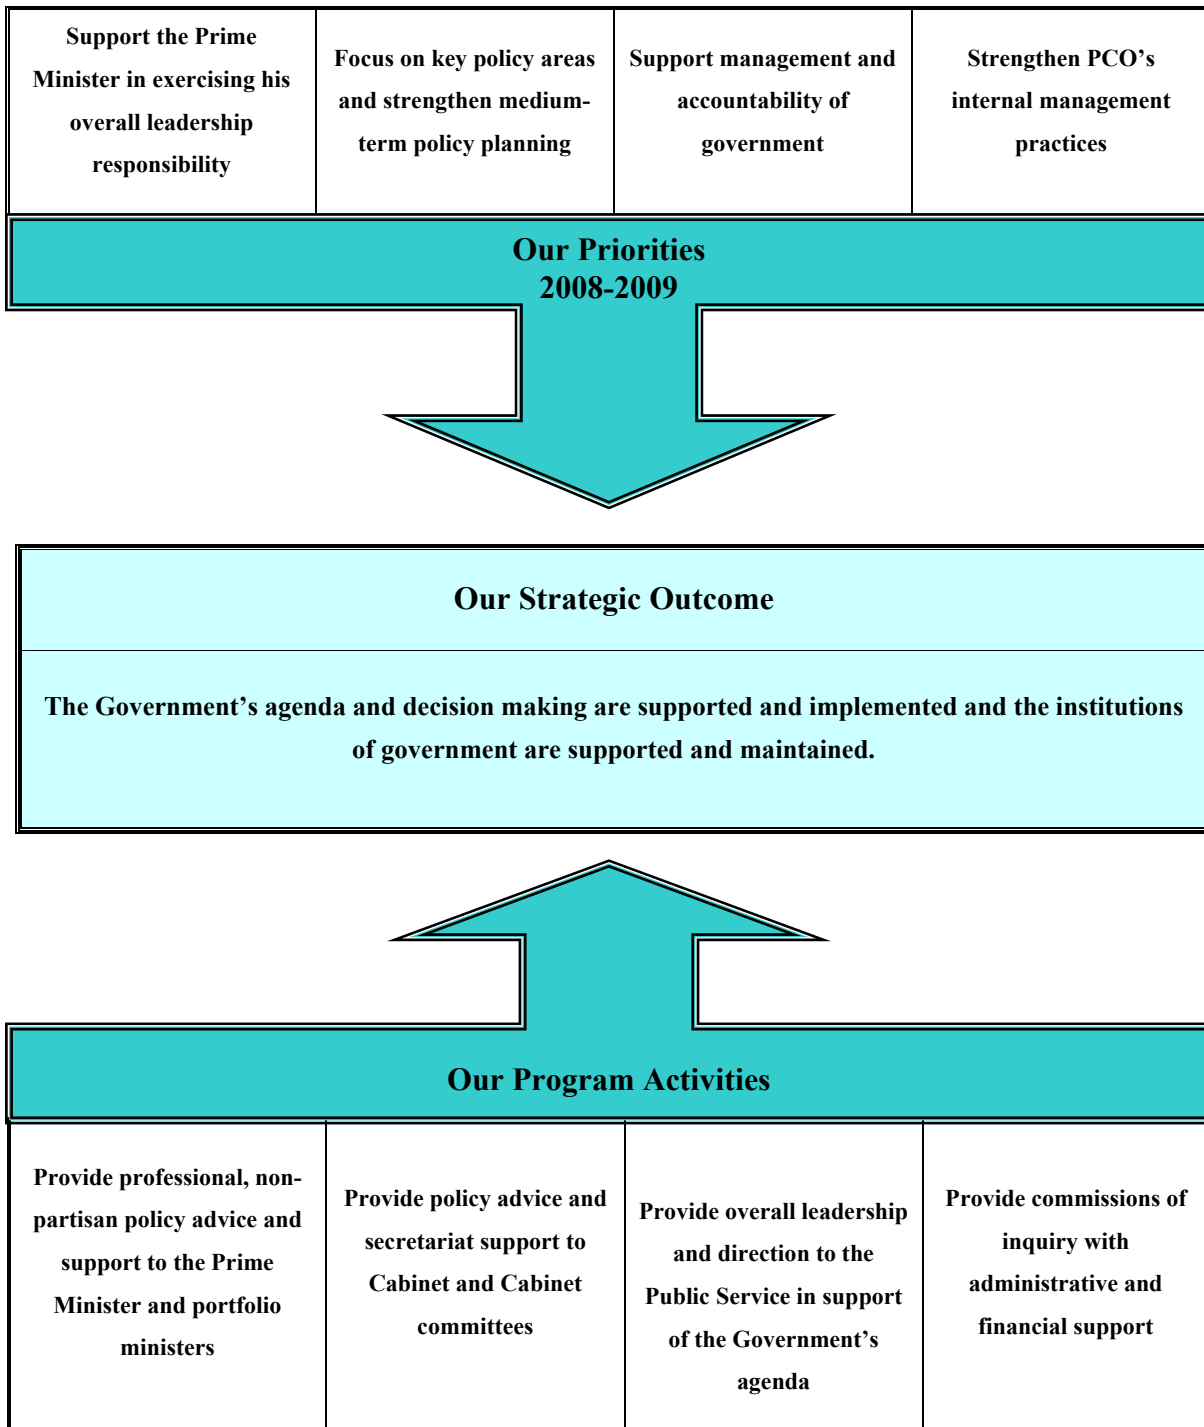 Support the Prime
Minister in exercising his
overall leadership
responsibility
Focus on key policy areas
and strengthen medium-
term policy planning
Support management and
accountability of
government
Strengthen PCO’s
internal management
practices
Our Priorities
2008-2009
Our Strategic Outcome
The Government’s agenda and decision making are supported and implemented and the institutions
of government are supported and maintained.
Our Program Activities
Provide professional, non-
partisan policy advice and
support to the Prime
Minister and portfolio
ministers
Provide policy advice and
secretariat support to
Cabinet and Cabinet
committees
Provide overall leadership
and direction to the
Public Service in support
of the Government’s
agenda
Provide commissions of
inquiry with
administrative and
financial support